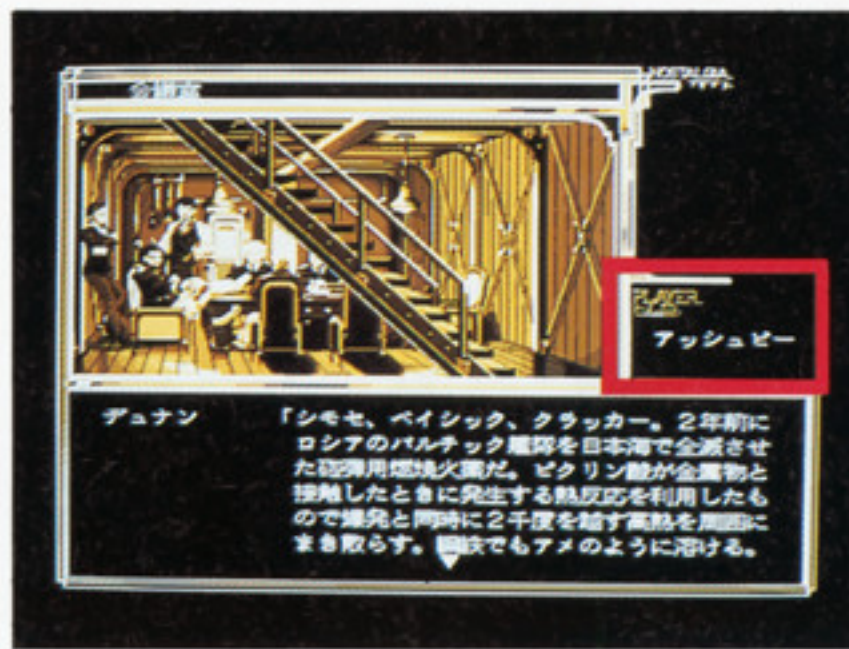 会議室
NOSTALGIA
PLAYER
アッシュビー
デュナン 「シモセ、ベイシック、クラッカー。2年前に
ロシアのバルチック艦隊を日本海で全滅させ
た砲弾用燃焼火薬だ。ピクリン酸が金属物と
接触したときに発生する熱反応を利用したも
ので爆発と同時に2千度を越す高熱を周囲に
まき散らす。鋼鉄でもアメのように溶ける。